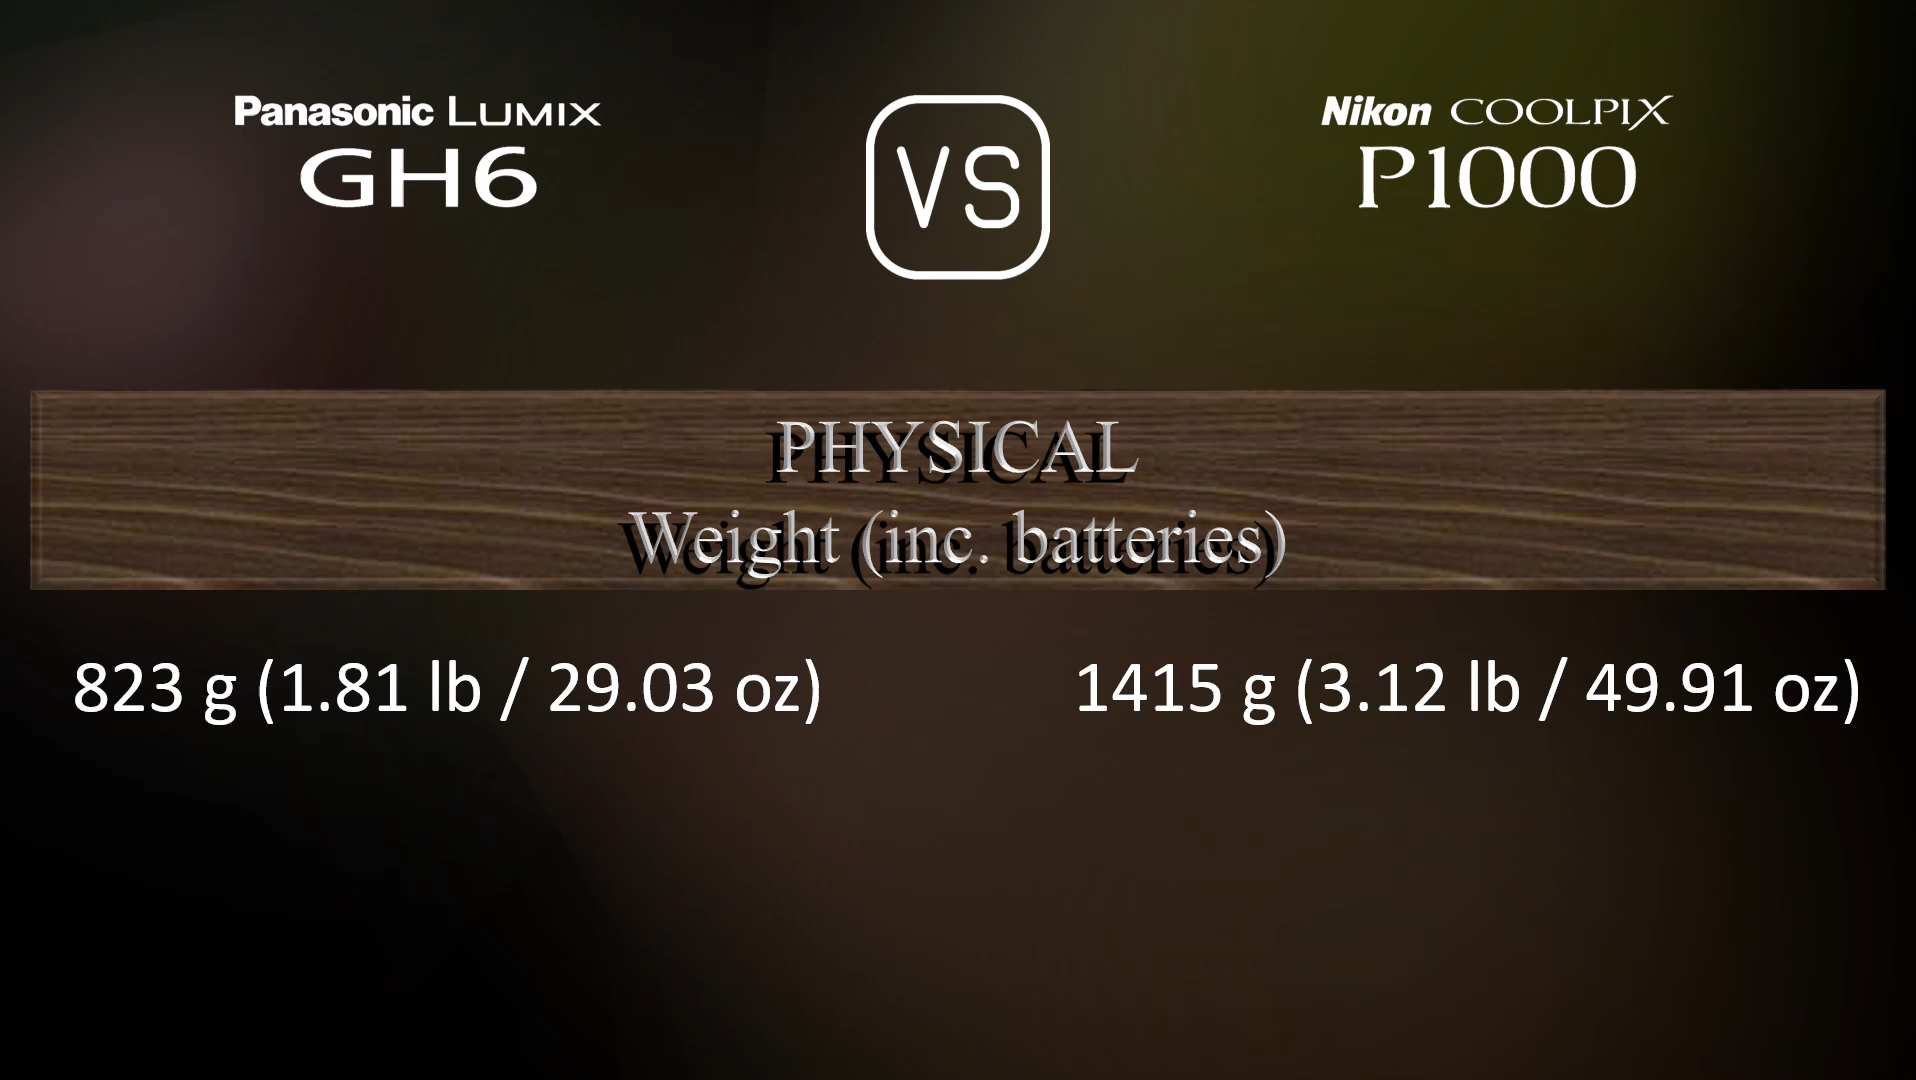 Panasonic LUMIX
GH6
VS
Nikon COOLPIX
P1000
PHYSICAL
Weight (inc. batteries)
823 g (1.81 lb / 29.03 oz)
1415 g (3.12 lb / 49.91 oz)